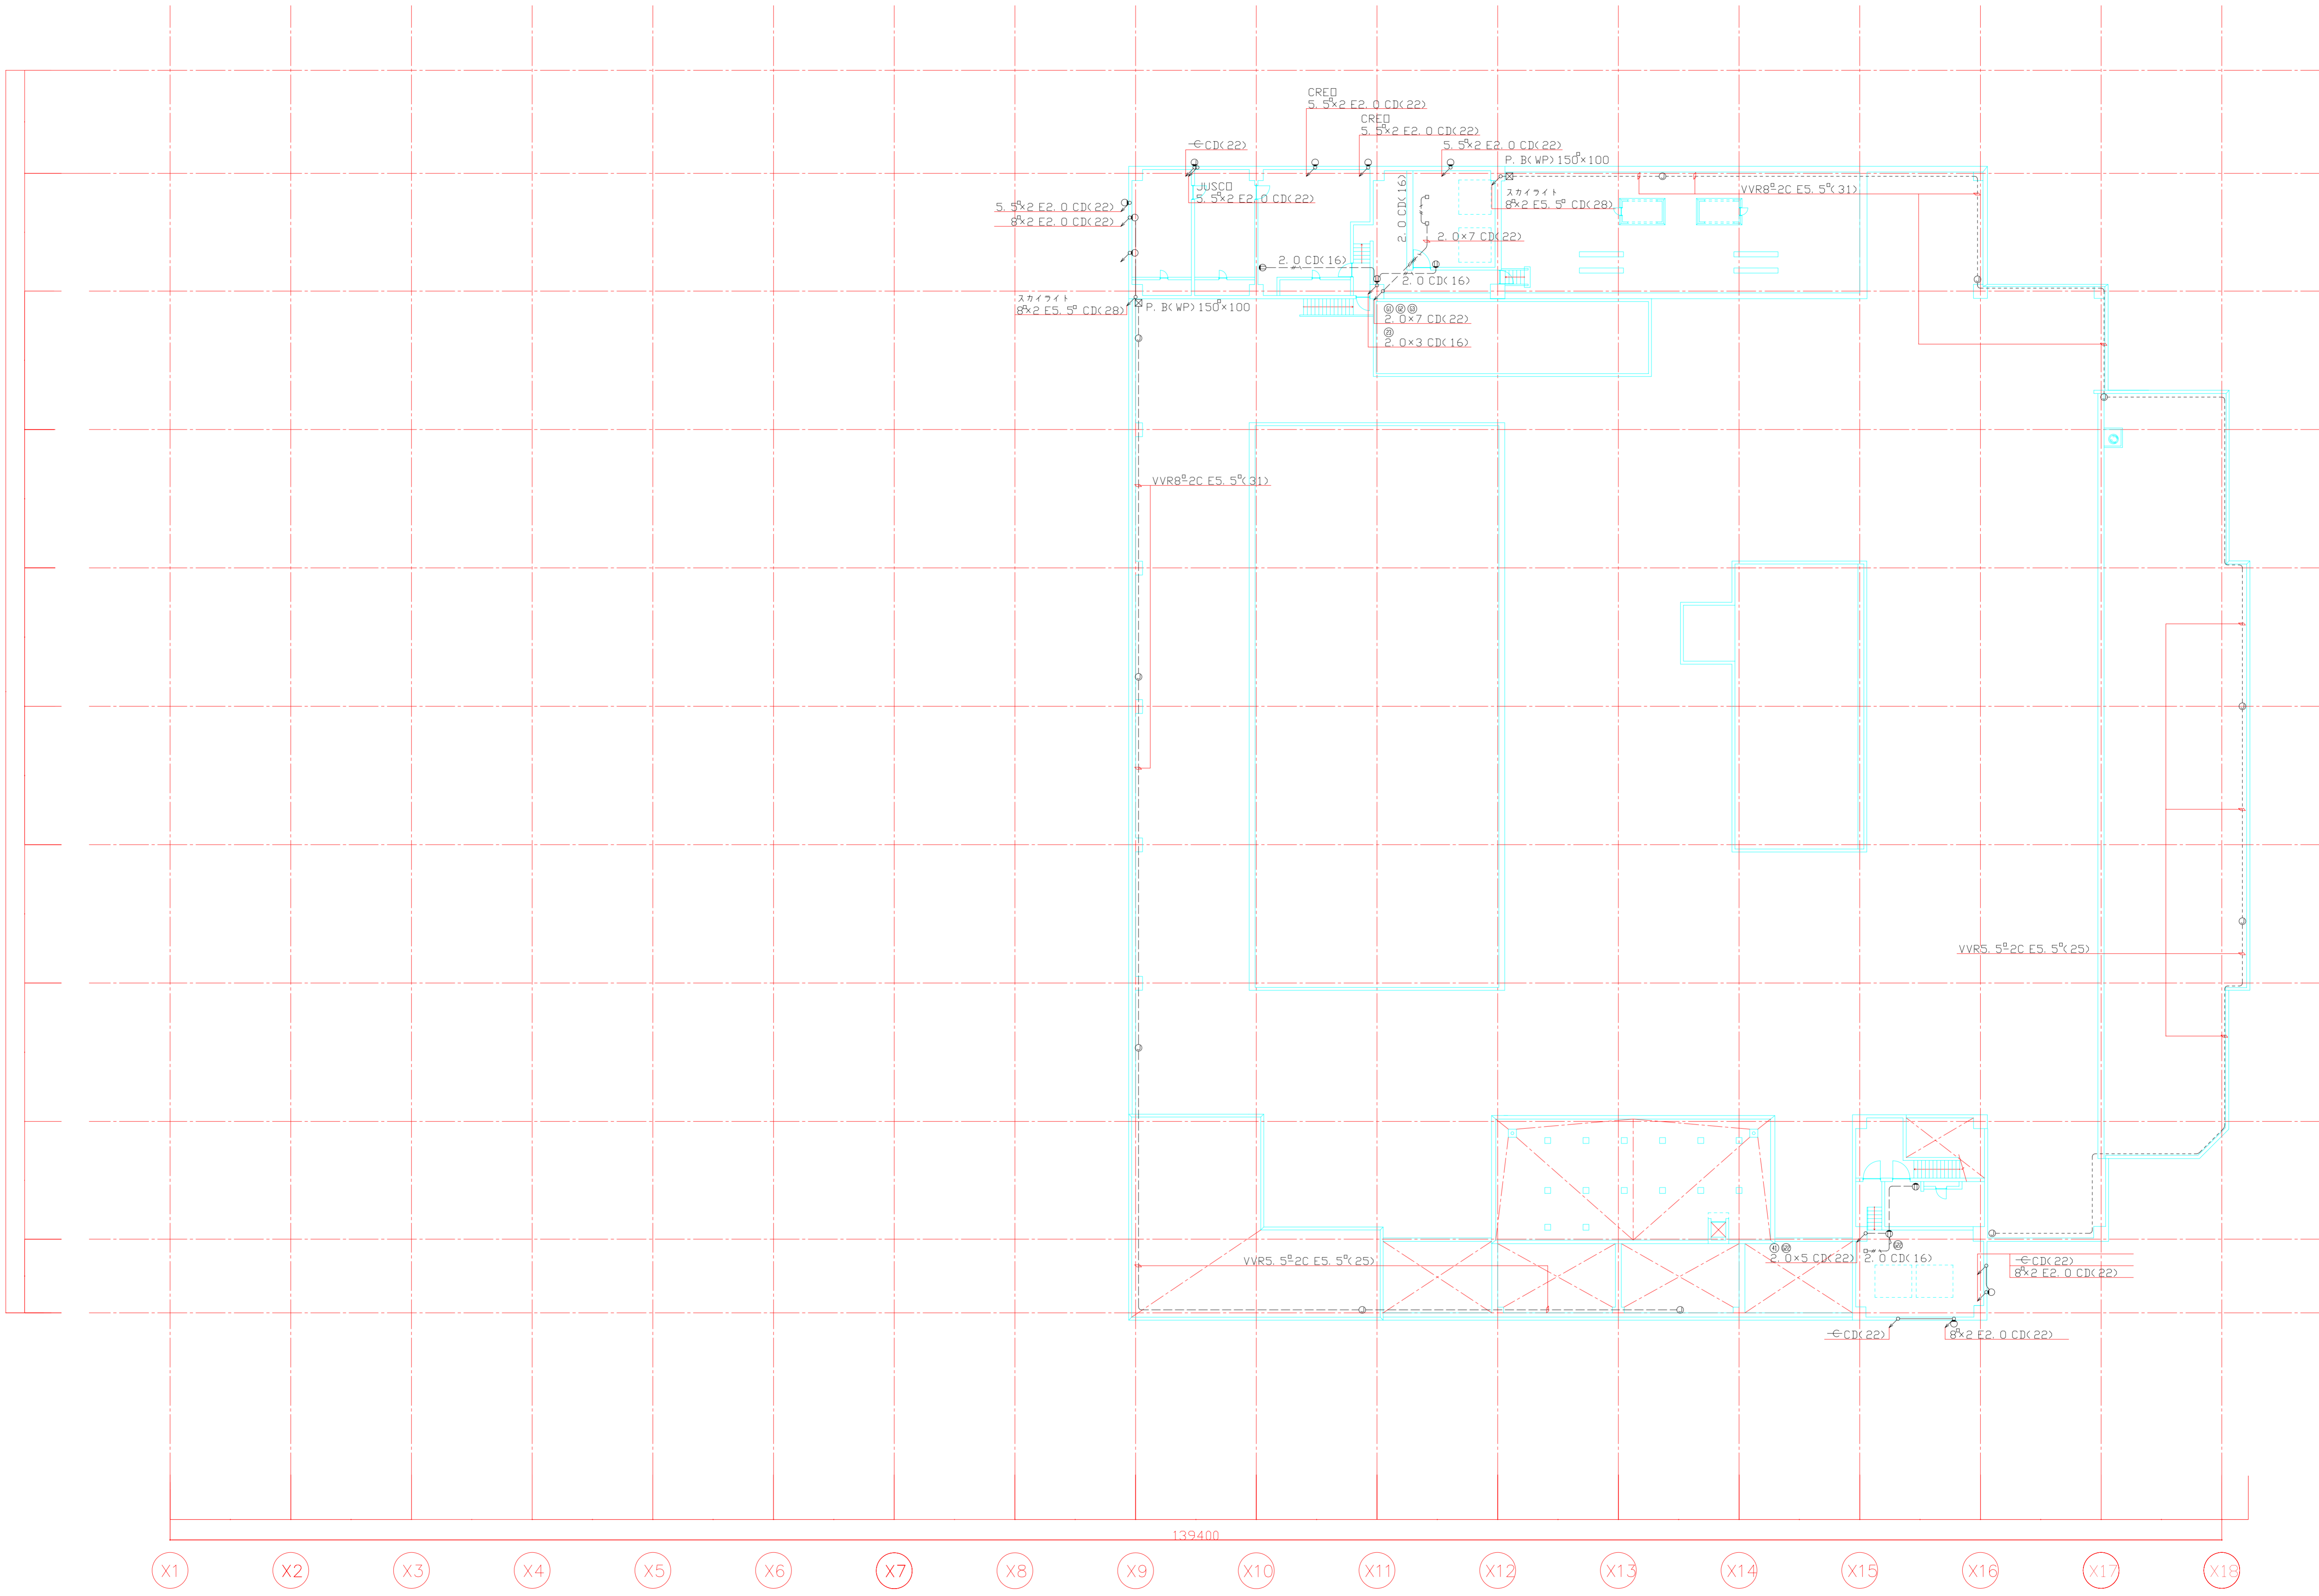 CRE□
5. 5□×2 E2. 0 CD(22)
CRE□
5. 5□×2 E2. 0 CD(22)
CD(22)
5. 5□×2 E2. 0 CD(22)
P. B(WP)150□×100
JUSC□
5. 5□×2 E2. 0 CD(22)
2. 0 CD(16)
VVR8□-2C E5. 5□(31)
スカイライト
8□×2 E5. 5□ CD(28)
5. 5□×2 E2. 0 CD(22)
8□×2 E2. 0 CD(22)
2. 0×7 CD(22)
2. 0 CD(16)
2. 0 CD(16)
スカイライト
8□×2 E5. 5□ CD(28)
P. B(WP)150□×100
2. 0×7 CD(22)
2. 0×3 CD(16)
VVR8□-2C E5. 5□(31)
VVR5. 5□-2C E5. 5□(25)
VVR5. 5□-2C E5. 5□(25)
2. 0×5 CD(22)
2. 0 CD(16)
CD(22)
8□×2 E2. 0 CD(22)
CD(22)
8□×2 E2. 0 CD(22)
139400
X1 X2 X3 X4 X5 X6 X7 X8 X9 X10 X11 X12 X13 X14 X15 X16 X17 X18